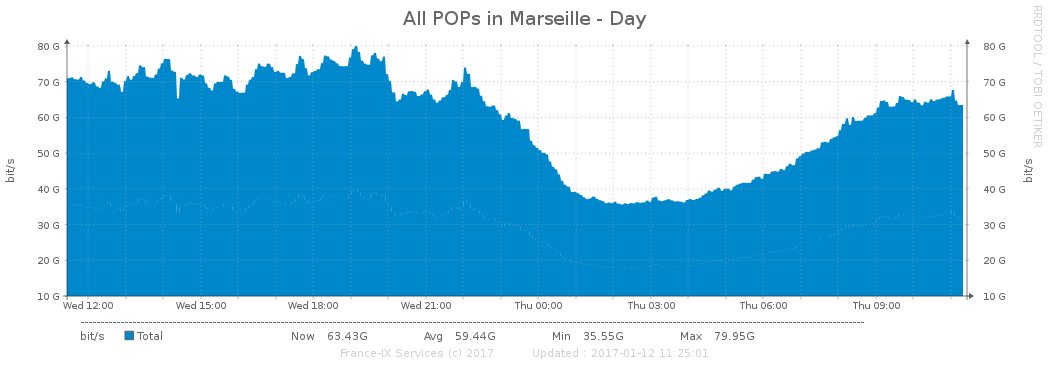 All POPs in Marseille - Day
RRDTOOL / TOBI OETIKER
80 G 80 G
70 G 70 G
60 G 60 G
50 G 50 G
40 G 40 G
30 G 30 G
20 G 20 G
10 G 10 G
bit/s bit/s
Wed 12:00 Wed 15:00 Wed 18:00 Wed 21:00 Thu 00:00 Thu 03:00 Thu 06:00 Thu 09:00
bit/s Total Now 63.43G Avg 59.44G Min 35.55G Max 79.95G
France-IX Services (c) 2017 Updated : 2017-01-12 11:25:01